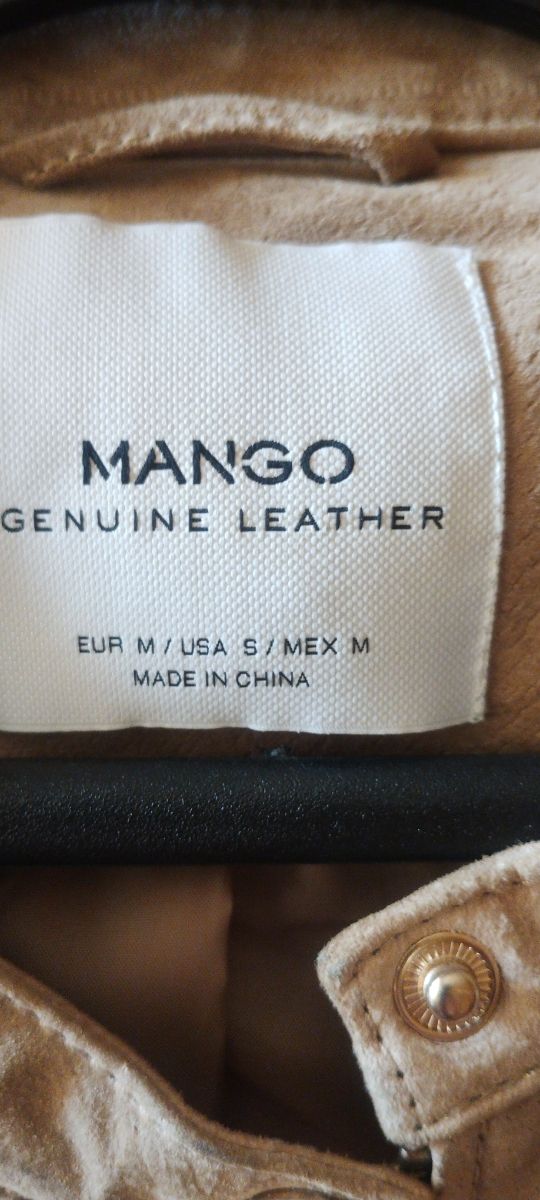 MANGO
GENUINE LEATHER
EUR M / USA S / MEX M
MADE IN CHINA